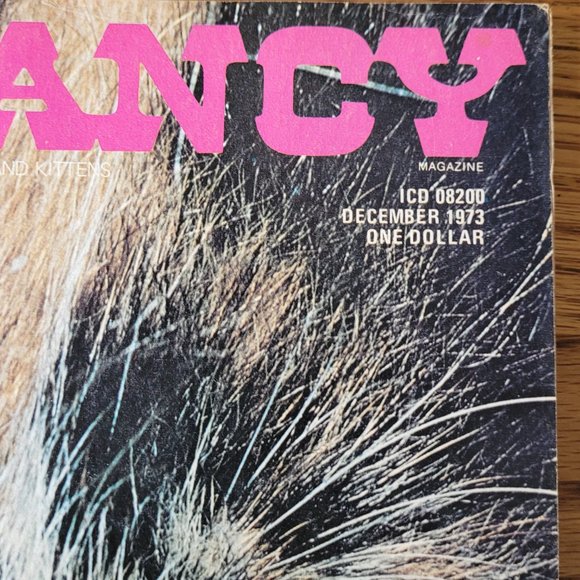 ANCY
AND KITTENS
MAGAZINE
ICD 08200
DECEMBER 1973
ONE DOLLAR